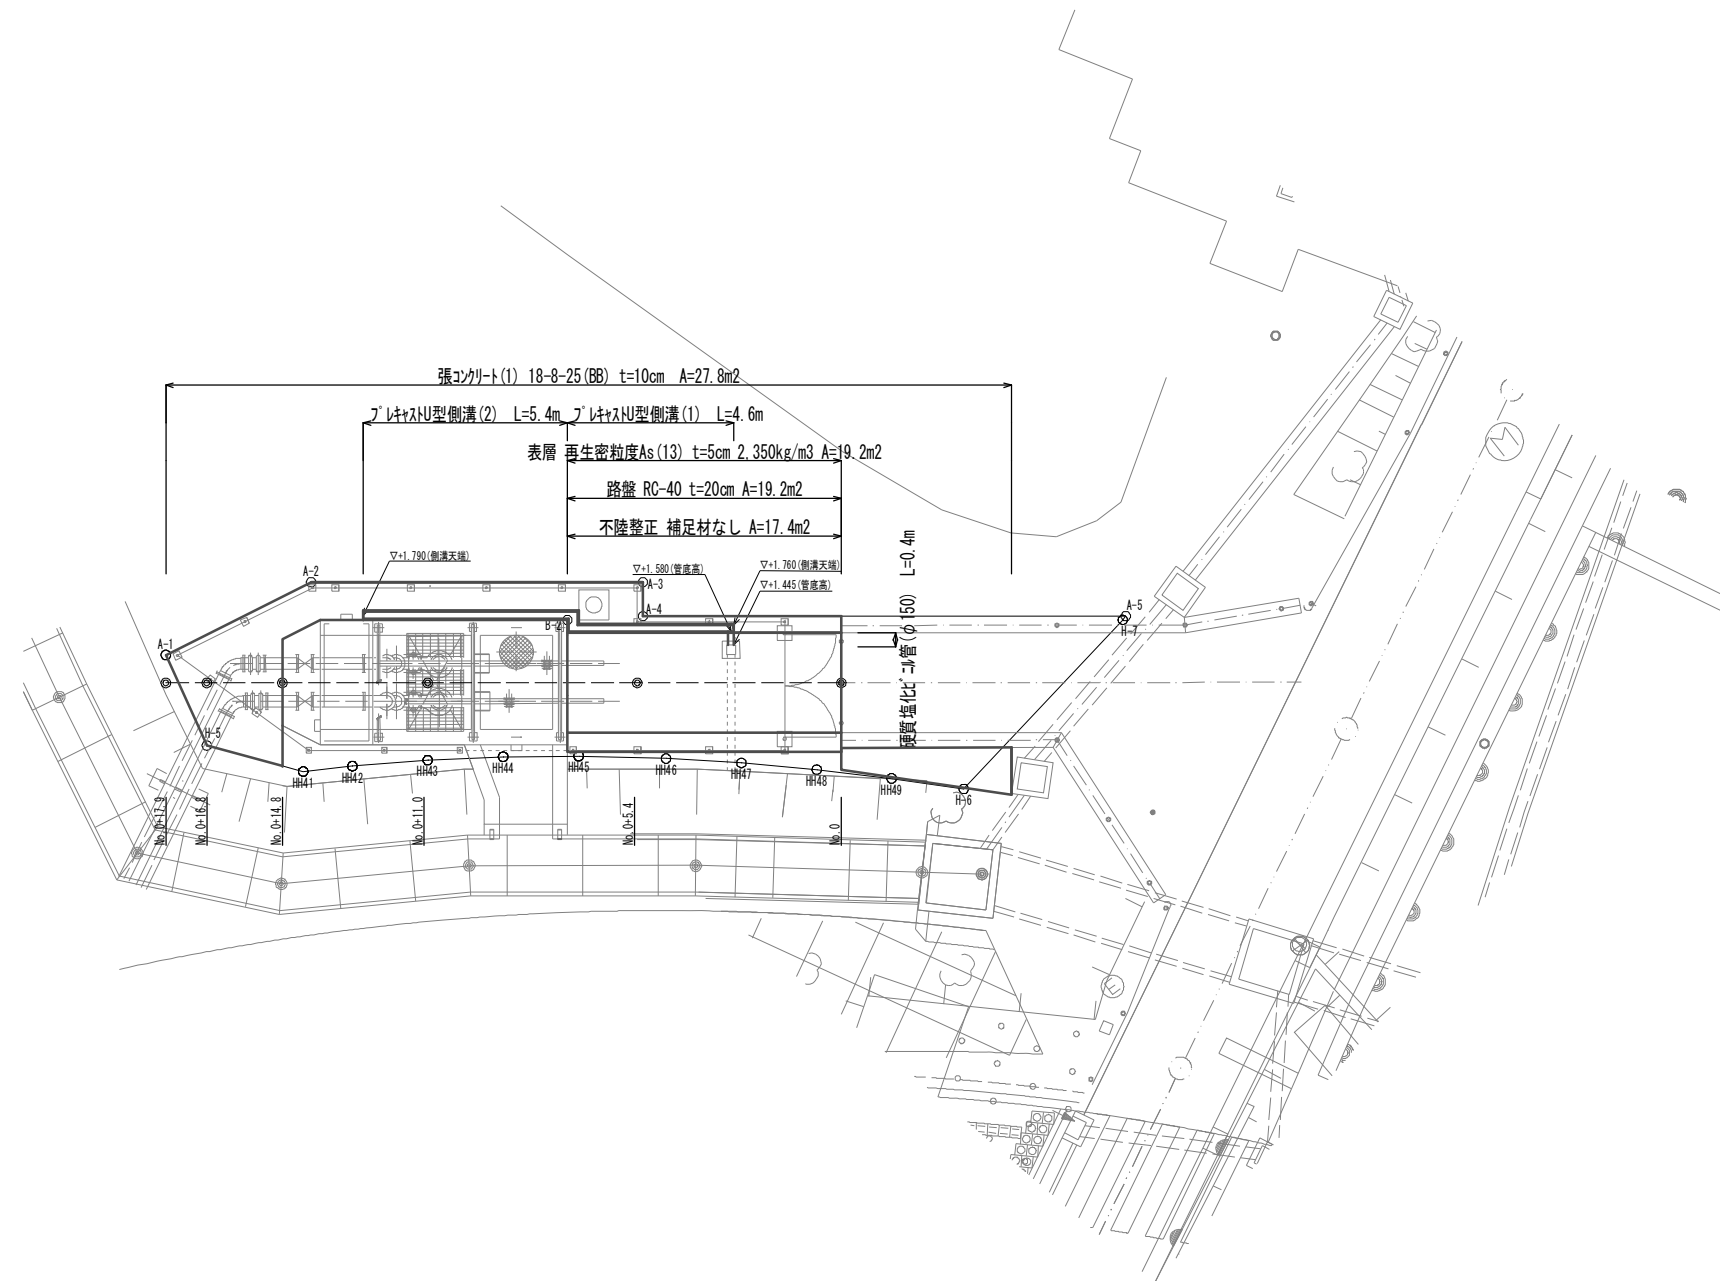 張コンクリート(1) 18-8-25(BB) t=10cm A=27.8m2
プレキャストU型側溝(2) L=5.4m
プレキャストU型側溝(1) L=4.6m
表層 再生密粒度As(13) t=5cm 2,350kg/m3 A=19.2m2
路盤 RC-40 t=20cm A=19.2m2
不陸整正 補足材なし A=17.4m2
硬質塩化ビニル管(φ150) L=0.4m
▽+1.790(側溝天端)
▽+1.580(管底高)
▽+1.760(側溝天端)
▽+1.445(管底高)
A-2
A-3
A-4
A-5
H-7
B-2
A-1
H-5
HH41
HH42
HH43
HH44
HH45
HH46
HH47
HH48
HH49
H-6
No.0+17.9
No.0+16.8
No.0+14.8
No.0+11.0
No.0+5.4
No.0
M
E